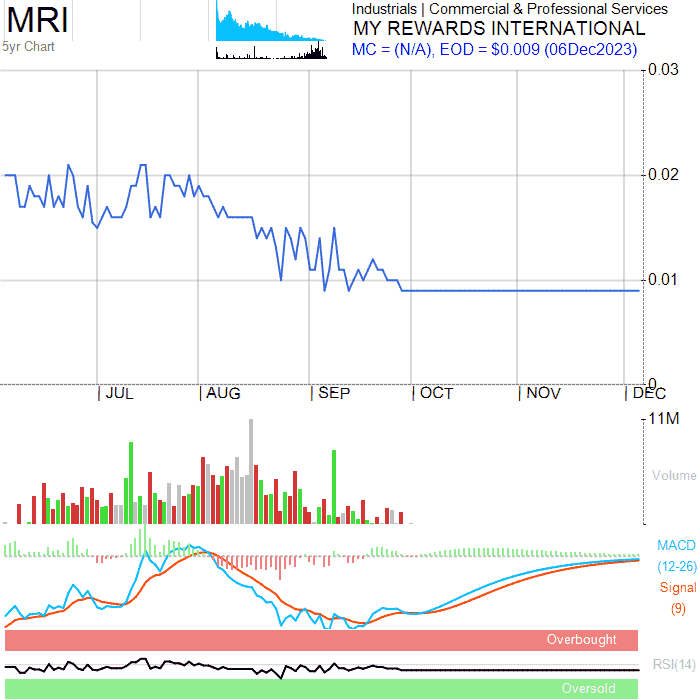 MRI
5yr Chart
Industrials | Commercial & Professional Services
MY REWARDS INTERNATIONAL
MC = (N/A), EOD = $0.009 (06Dec2023)
0.03
0.02
0.01
0
JUL AUG SEP OCT NOV DEC
11M
Volume
MACD
(12-26)
Signal
(9)
Overbought
RSI(14)
Oversold